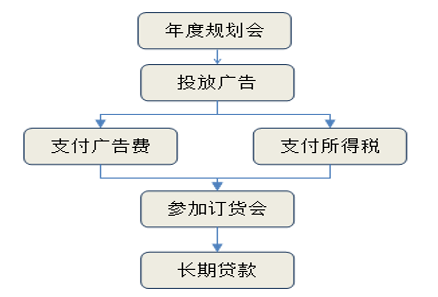 年度规划会
投放广告
支付广告费
支付所得税
参加订货会
长期贷款